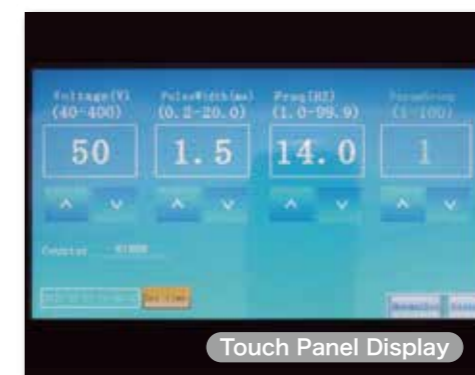 Voltage(V) PulseWidth(ms) Freq(HZ) ParamGroup
(40-400) (0.2-20.0) (1.0-99.9) (1-100)
50 1.5 14.0 1
Counter
Touch Panel Display